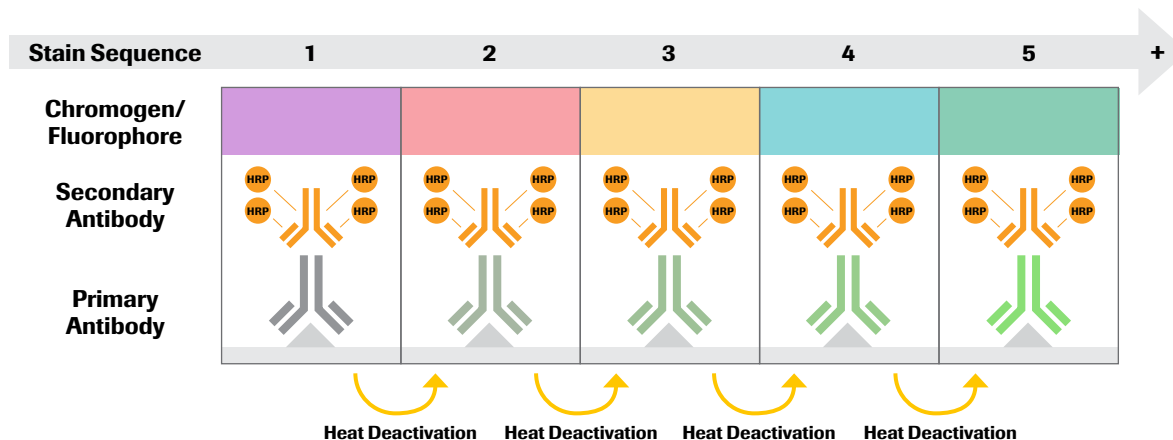 Stain Sequence 1 2 3 4 5 +
Chromogen/
Fluorophore
HRP HRP HRP HRP HRP HRP HRP HRP HRP HRP
Secondary
Antibody
HRP HRP HRP HRP HRP HRP HRP HRP HRP HRP
Primary
Antibody
Heat Deactivation Heat Deactivation Heat Deactivation Heat Deactivation